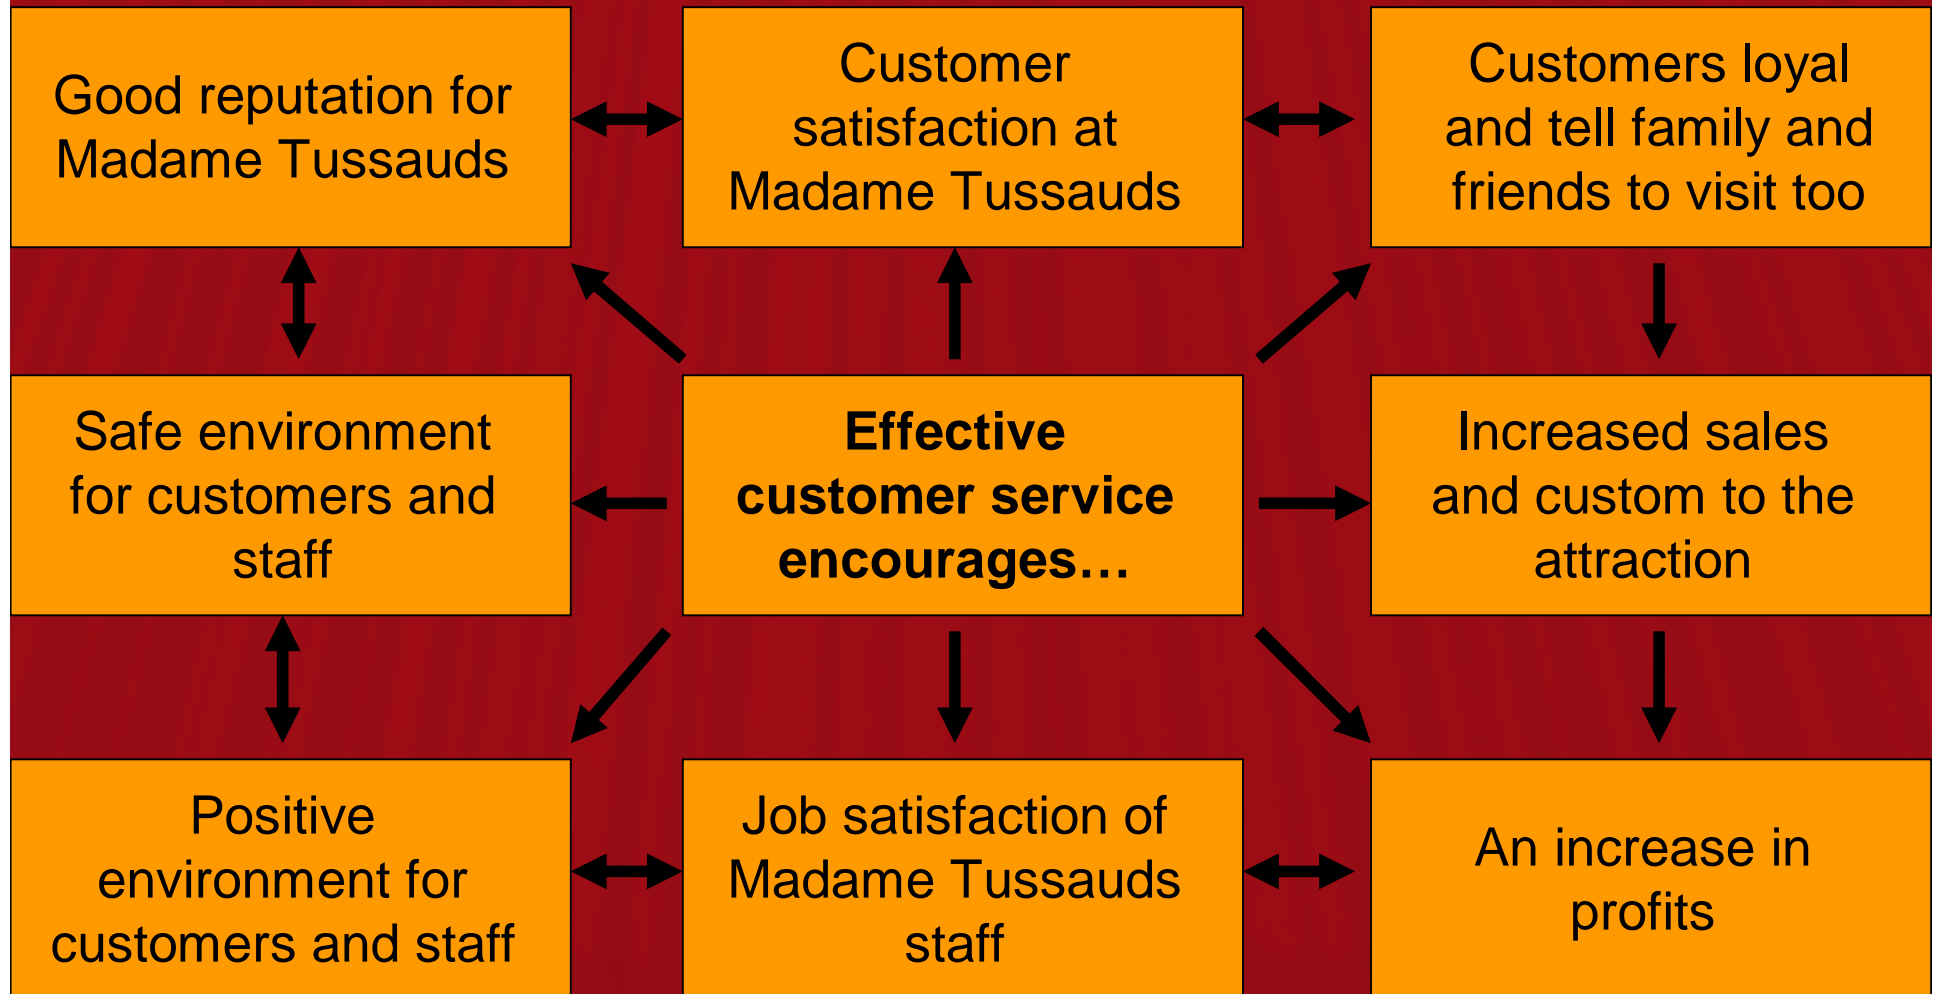 Good reputation for
Madame Tussauds
Customer
satisfaction at
Madame Tussauds
Customers loyal
and tell family and
friends to visit too
Safe environment
for customers and
staff
Effective
customer service
encourages…
Increased sales
and custom to the
attraction
Positive
environment for
customers and staff
Job satisfaction of
Madame Tussauds
staff
An increase in
profits